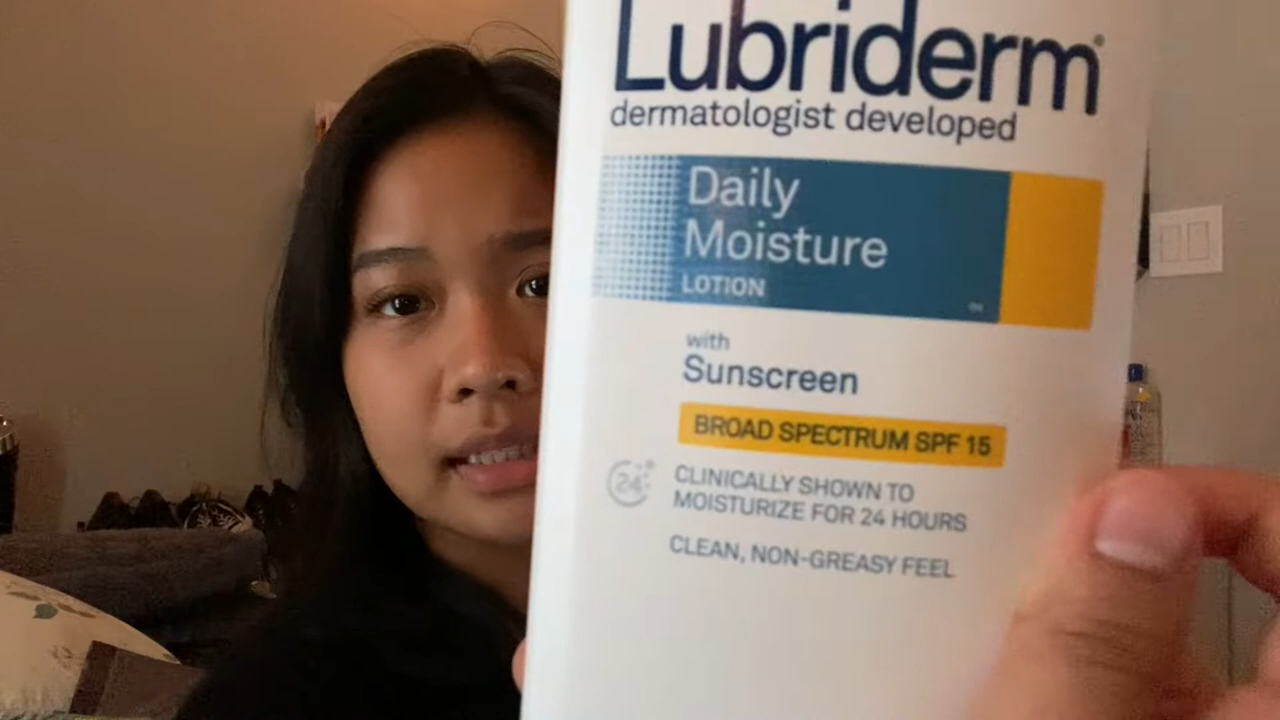 Lubriderm®
dermatologist developed
Daily
Moisture
LOTION
with
Sunscreen
BROAD SPECTRUM SPF 15
24
CLINICALLY SHOWN TO
MOISTURIZE FOR 24 HOURS
CLEAN, NON-GREASY FEEL